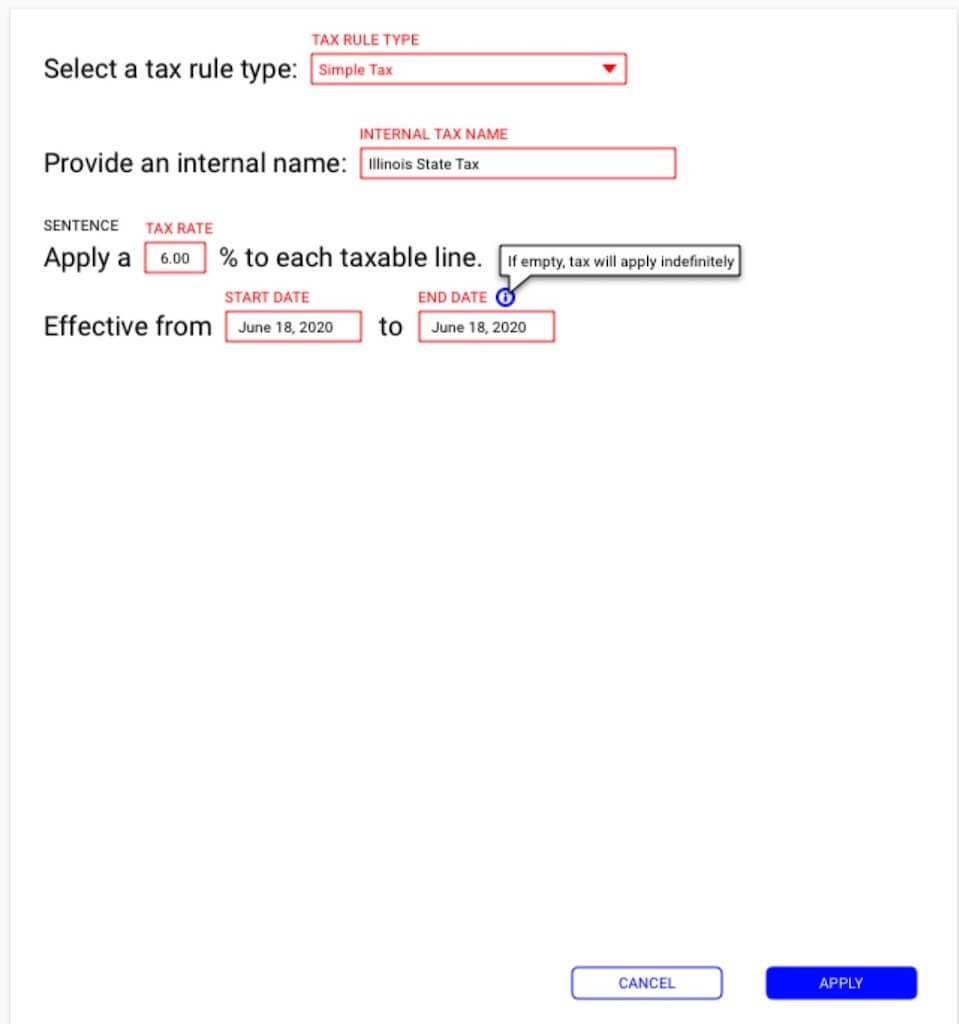 TAX RULE TYPE
Select a tax rule type: Simple Tax
INTERNAL TAX NAME
Provide an internal name: Illinois State Tax
SENTENCE TAX RATE
Apply a 6.00 % to each taxable line. If empty, tax will apply indefinitely
START DATE END DATE
Effective from June 18, 2020 to June 18, 2020
CANCEL APPLY